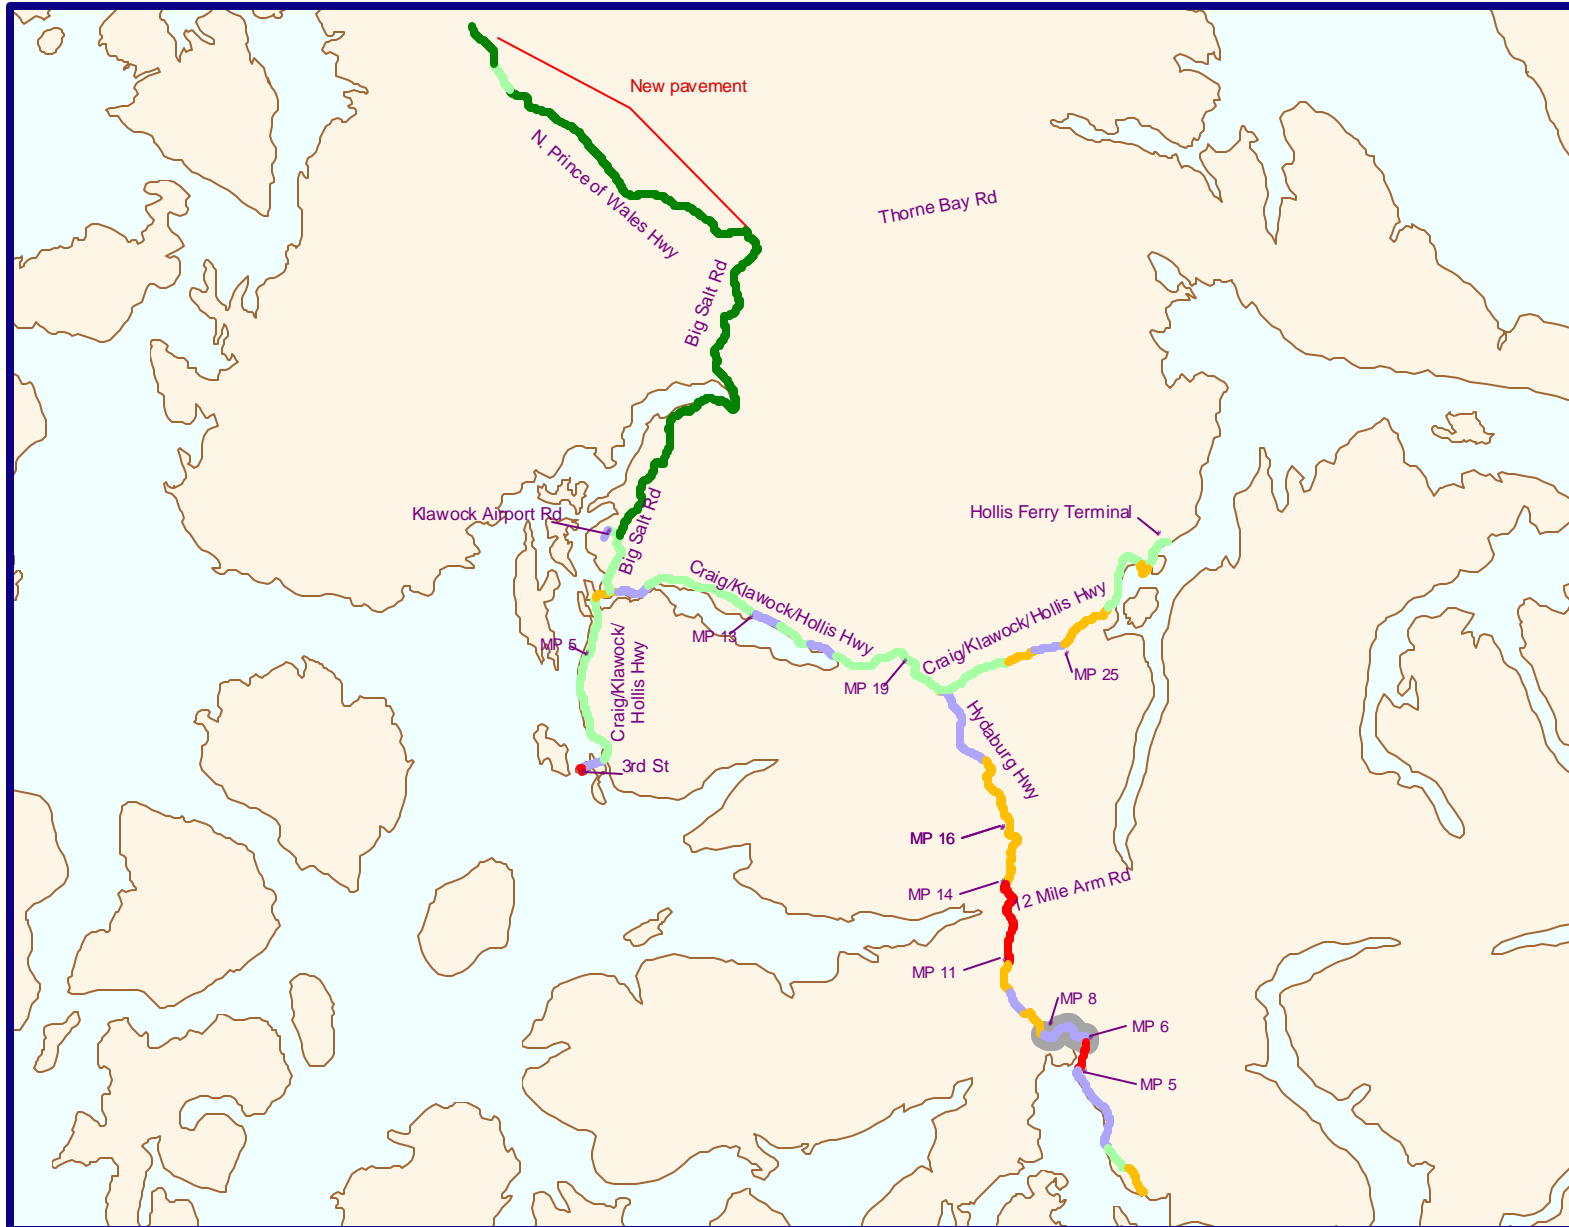 New pavement
N. Prince of Wales Hwy
Thorne Bay Rd
Big Salt Rd
Klawock Airport Rd
Big Salt Rd
Hollis Ferry Terminal
Craig/Klawock/Hollis Hwy
Craig/Klawock/Hollis Hwy
MP 5
MP 13
MP 19
MP 25
Craig/Klawock/
Hollis Hwy
Hydaburg Hwy
3rd St
MP 16
MP 14
12 Mile Arm Rd
MP 11
MP 8
MP 6
MP 5